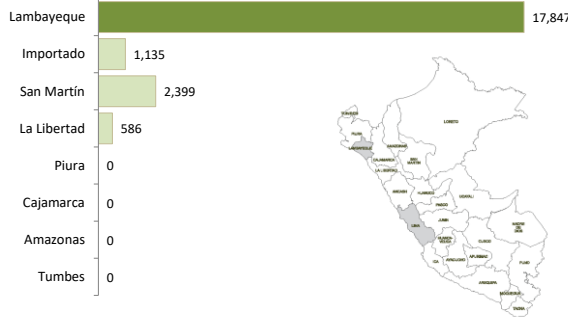 Lambayeque 17,847
Importado 1,135
San Martín 2,399
La Libertad 586
Piura 0
Cajamarca 0
Amazonas 0
Tumbes 0
TUMBES
LORETO
PIURA
LAMBAYEQUE
AMAZONAS
CAJAMARCA
SAN
MARTIN
LA LIBERTAD
ANCASH
HUANUCO
UCAYALI
PASCO
LIMA
JUNIN
MADRE
DE
DIOS
CUSCO
ICA
AYACUCHO
APURIMAC
PUNO
AREQUIPA
MOQUEGUA
TACNA